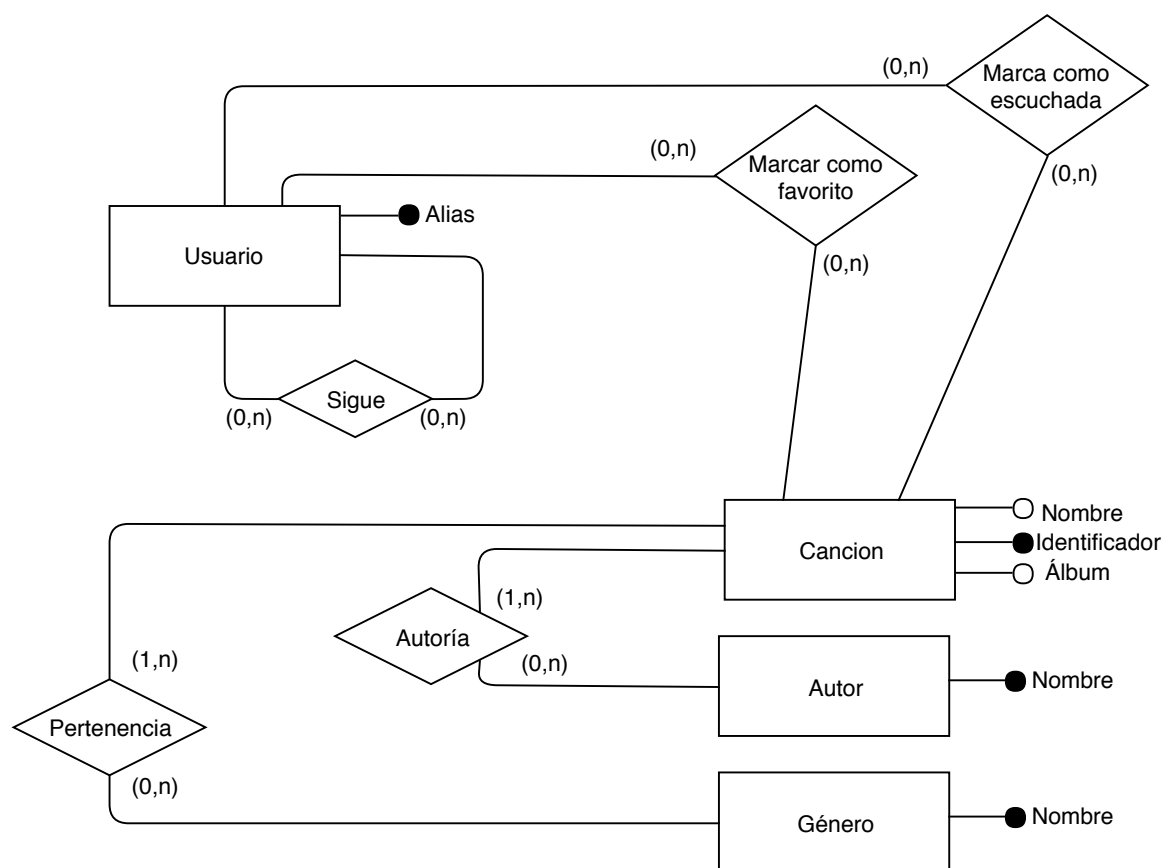 (0,n)
Marca como
escuchada
(0,n)
Marcar como
favorito
(0,n)
Alias
Usuario
(0,n)
Sigue
(0,n)
(0,n)
Nombre
Cancion
Identificador
Álbum
(1,n)
Autoría
(0,n)
(1,n)
Autor
Nombre
Pertenencia
(0,n)
Género
Nombre